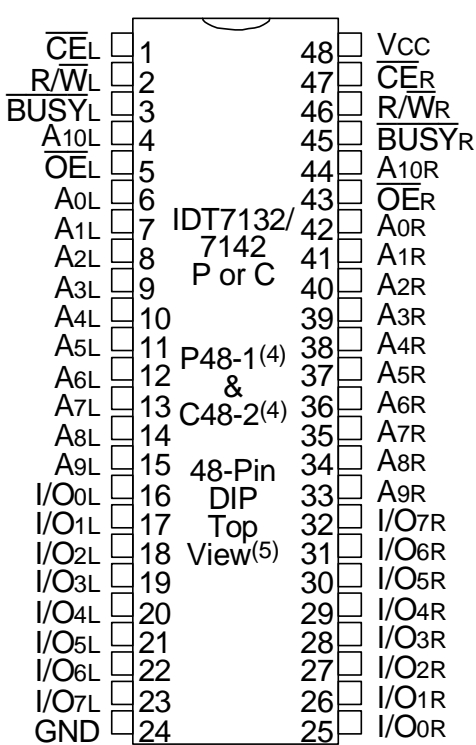 CEL 1 48 VCC
R/WL 2 47 CER
BUSYL 3 46 R/WR
A10L 4 45 BUSYR
OEL 5 44 A10R
A0L 6 43 OER
A1L 7 IDT7132/ 42 A0R
A2L 8 7142 41 A1R
A3L 9 P or C 40 A2R
A4L 10 39 A3R
A5L 11 P48-1(4) 38 A4R
A6L 12 & 37 A5R
A7L 13 C48-2(4) 36 A6R
A8L 14 35 A7R
A9L 15 48-Pin 34 A8R
I/O0L 16 DIP 33 A9R
I/O1L 17 Top 32 I/O7R
I/O2L 18 View(5) 31 I/O6R
I/O3L 19 30 I/O5R
I/O4L 20 29 I/O4R
I/O5L 21 28 I/O3R
I/O6L 22 27 I/O2R
I/O7L 23 26 I/O1R
GND 24 25 I/O0R